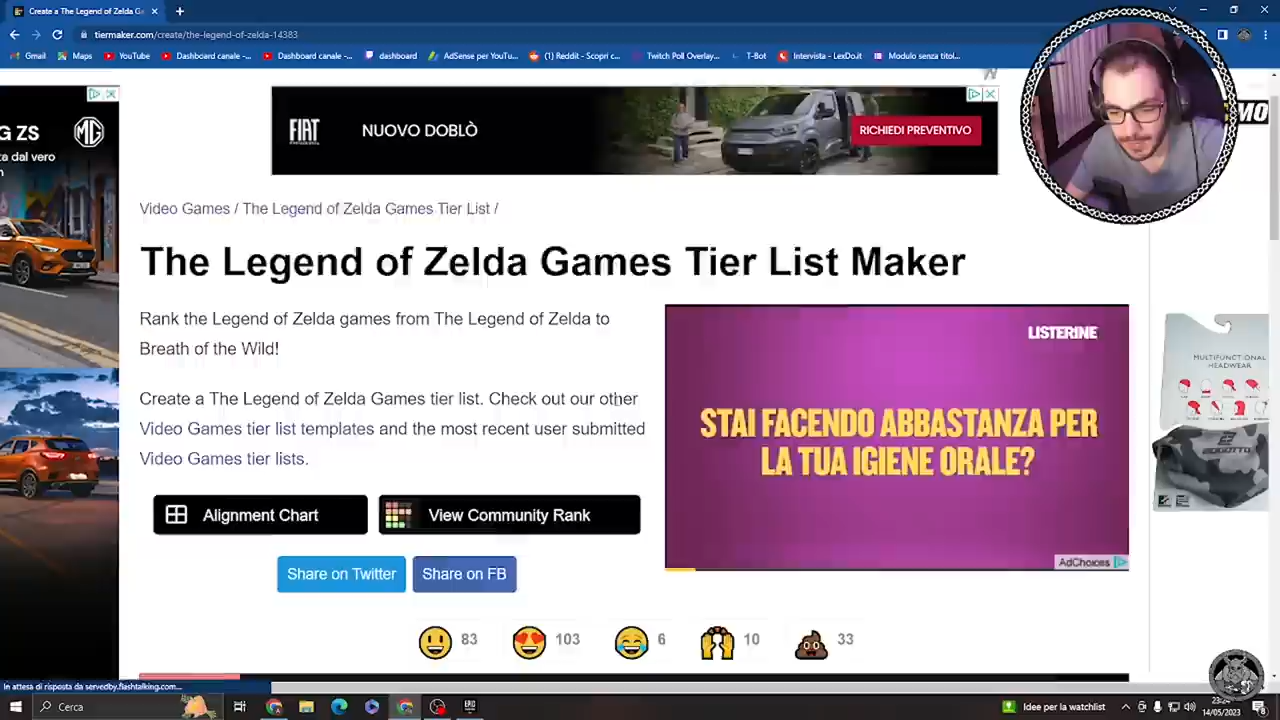 Create a The Legend of Zelda Ga
tiermaker.com/create/the-legend-of-zelda-14383
Gmail
Maps
YouTube
Dashboard canale -...
Dashboard canale -...
dashboard
AdSense per YouTu...
(1) Reddit - Scopri c...
Twitch Poll Overlay...
T-Bot
Intervista - LexDo.it
Modulo senza titol...
G ZS
MG
ta dal vero
FIAT
NUOVO DOBLÒ
RICHIEDI PREVENTIVO
Video Games / The Legend of Zelda Games Tier List /
The Legend of Zelda Games Tier List Maker
Rank the Legend of Zelda games from The Legend of Zelda to
Breath of the Wild!
Create a The Legend of Zelda Games tier list. Check out our other
Video Games tier list templates and the most recent user submitted
Video Games tier lists.
Alignment Chart
View Community Rank
Share on Twitter
Share on FB
LISTERINE
STAI FACENDO ABBASTANZA PER
LA TUA IGIENE ORALE?
AdChoices
MULTIFUNCTIONAL
HEADWEAR
83
103
6
10
33
In attesa di risposta da servedby.flashtalking.com...
Cerca
Idee per la watchlist
23:24
14/05/2023
8